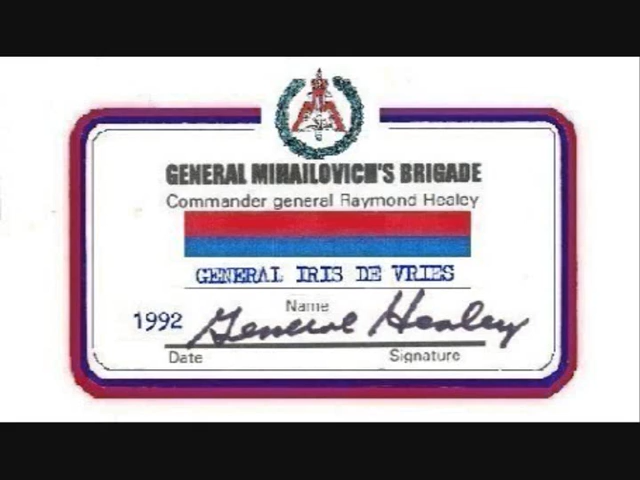 GENERAL MIHAILOVICH'S BRIGADE
Commander general Raymond Healey
GENERAL IRIS DE VRIES
Name
1992 General Healey
Date Signature